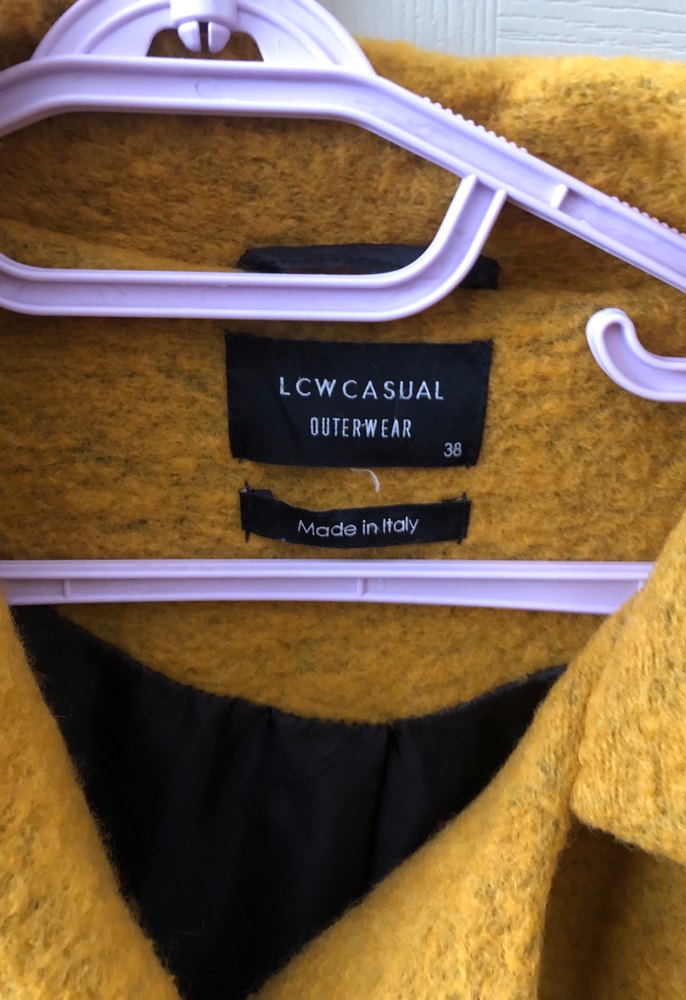 LCW CASUAL
OUTERWEAR
38
Made in Italy